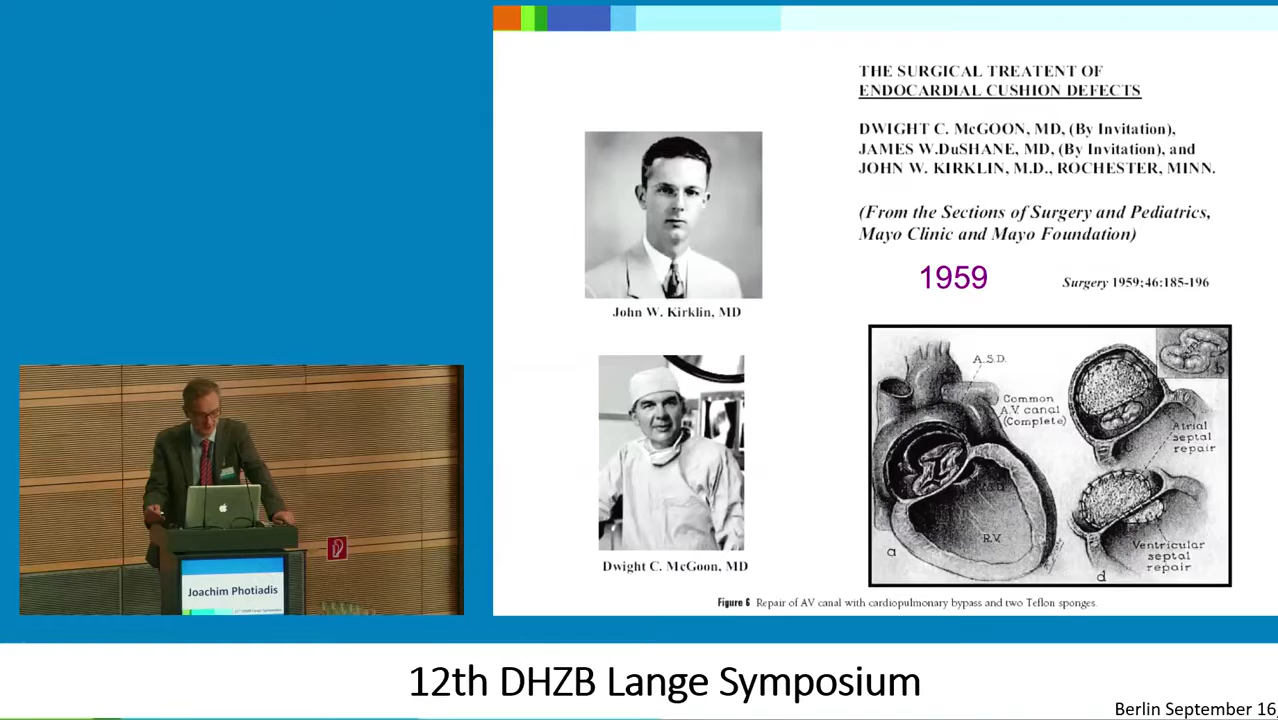 THE SURGICAL TREATENT OF
ENDOCARDIAL CUSHION DEFECTS
DWIGHT C. McGOON, MD, (By Invitation),
JAMES W.DuSHANE, MD, (By Invitation), and
JOHN W. KIRKLIN, M.D., ROCHESTER, MINN.
(From the Sections of Surgery and Pediatrics,
Mayo Clinic and Mayo Foundation)
1959
Surgery 1959;46:185-196
John W. Kirklin, MD
Dwight C. McGoon, MD
A.S.D.
Common
A.V. canal
(Complete)
R.V.
a
b
Atrial
septal
repair
Ventricular
septal
repair
d
Figure 6 Repair of AV canal with cardiopulmonary bypass and two Teflon sponges.
Joachim Photiadis
12th DHZB Lange Symposium
Berlin September 16,